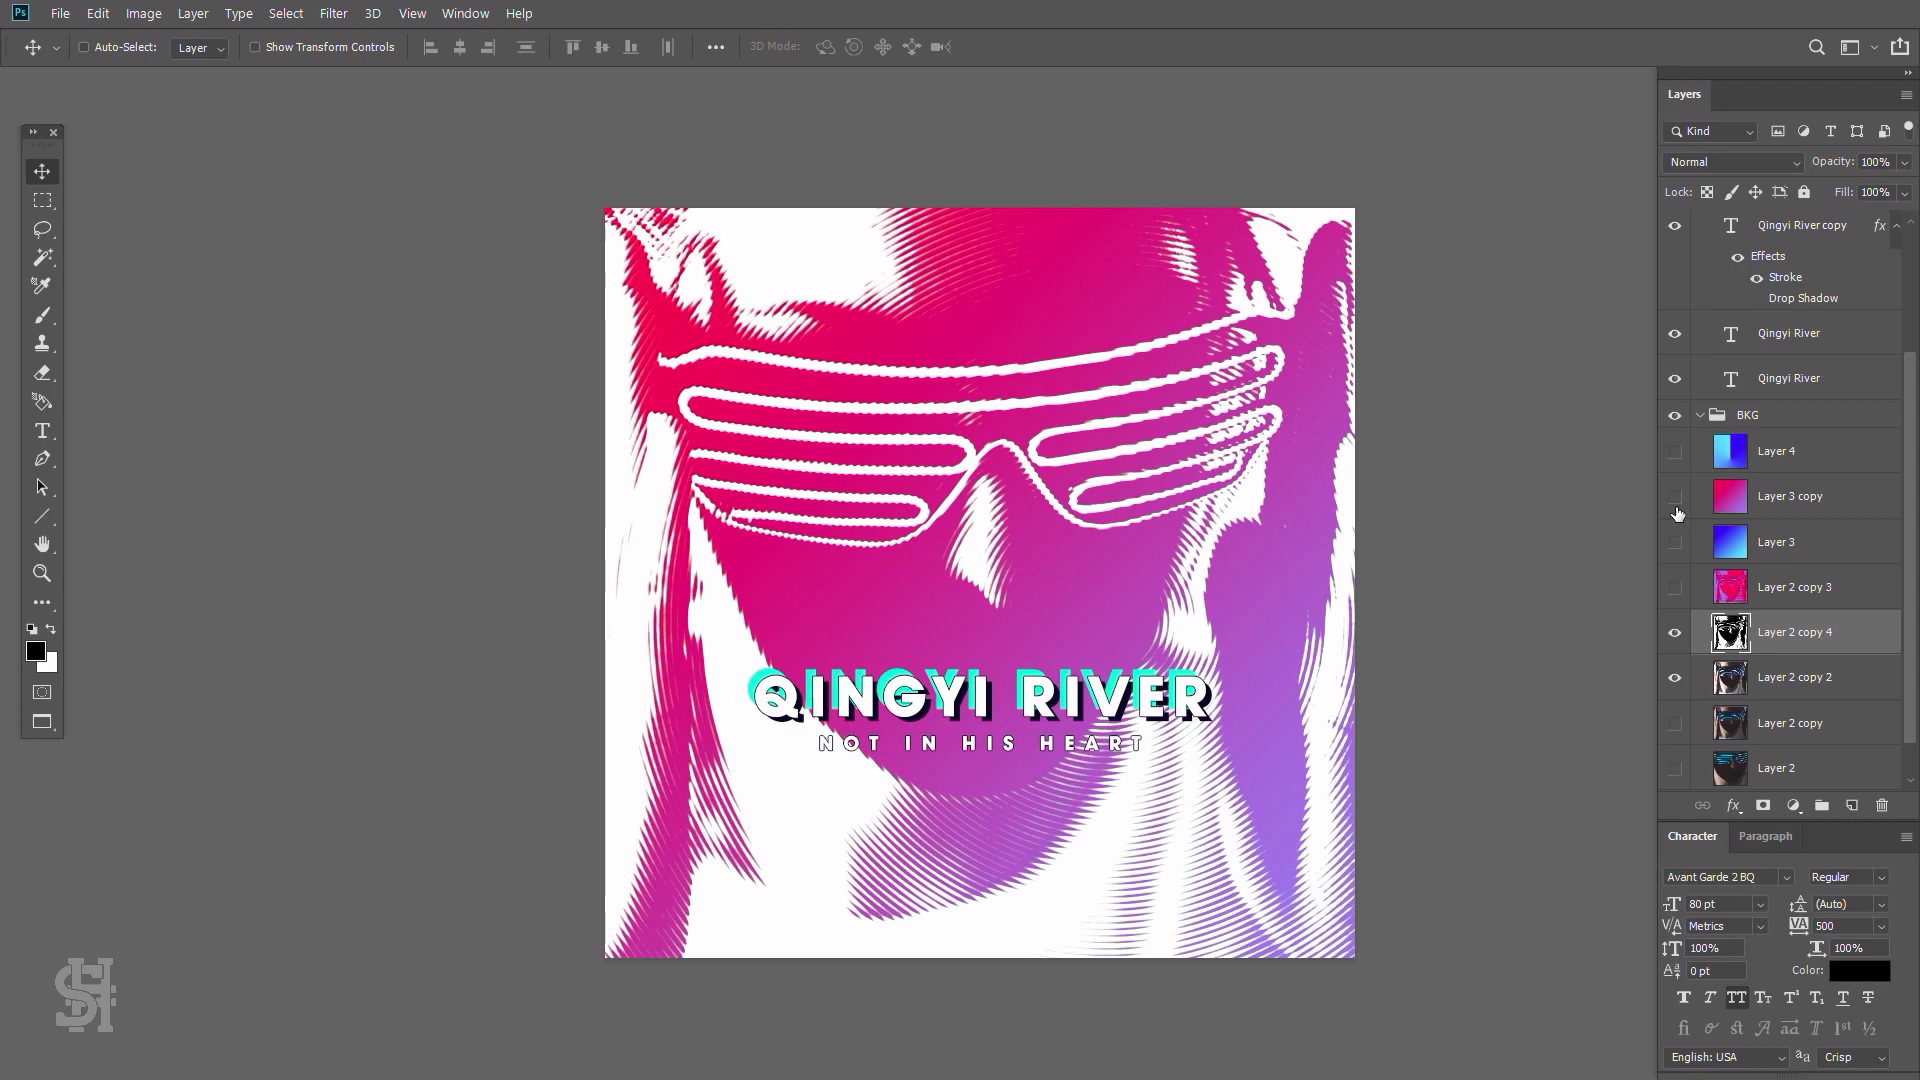 Ps File Edit Image Layer Type Select Filter 3D View Window Help
Auto-Select: Layer Show Transform Controls 3D Mode:
Layers
Kind
Normal Opacity: 100%
Lock: Fill: 100%
Qingyi River copy fx
Effects
Stroke
Drop Shadow
Qingyi River
Qingyi River
BKG
Layer 4
Layer 3 copy
Layer 3
Layer 2 copy 3
Layer 2 copy 4
Layer 2 copy 2
Layer 2 copy
Layer 2
QINGYI RIVER
NOT IN HIS HEART
Character Paragraph
Avant Garde 2 BQ Regular
80 pt (Auto)
Metrics 500
100% 100%
0 pt Color:
English: USA Crisp